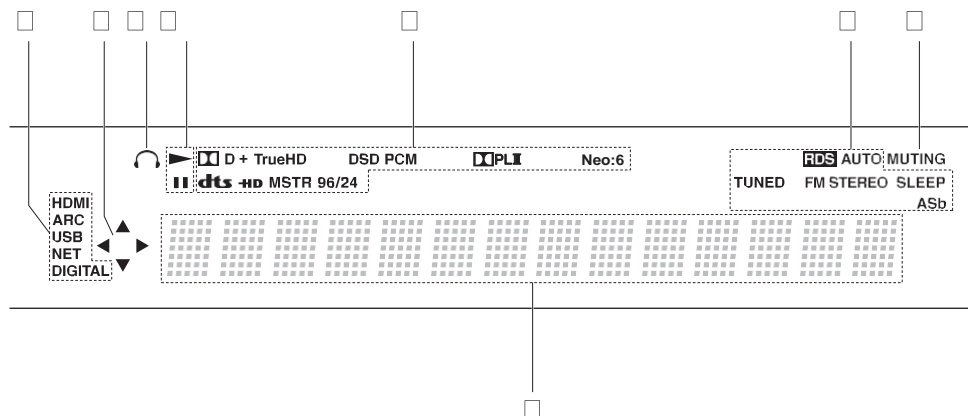 D + TrueHD DSD PCM PLII Neo:6 RDS AUTO MUTING
dts -HD MSTR 96/24 TUNED FM STEREO SLEEP
ASb
HDMI
ARC
USB
NET
DIGITAL